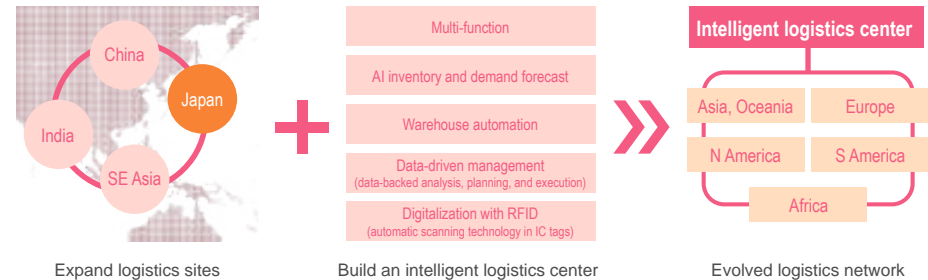 China
Japan
India
SE Asia
Expand logistics sites
Multi-function
AI inventory and demand forecast
Warehouse automation
Data-driven management
(data-backed analysis, planning, and execution)
Digitalization with RFID
(automatic scanning technology in IC tags)
Build an intelligent logistics center
Intelligent logistics center
Asia, Oceania
Europe
N America
S America
Africa
Evolved logistics network